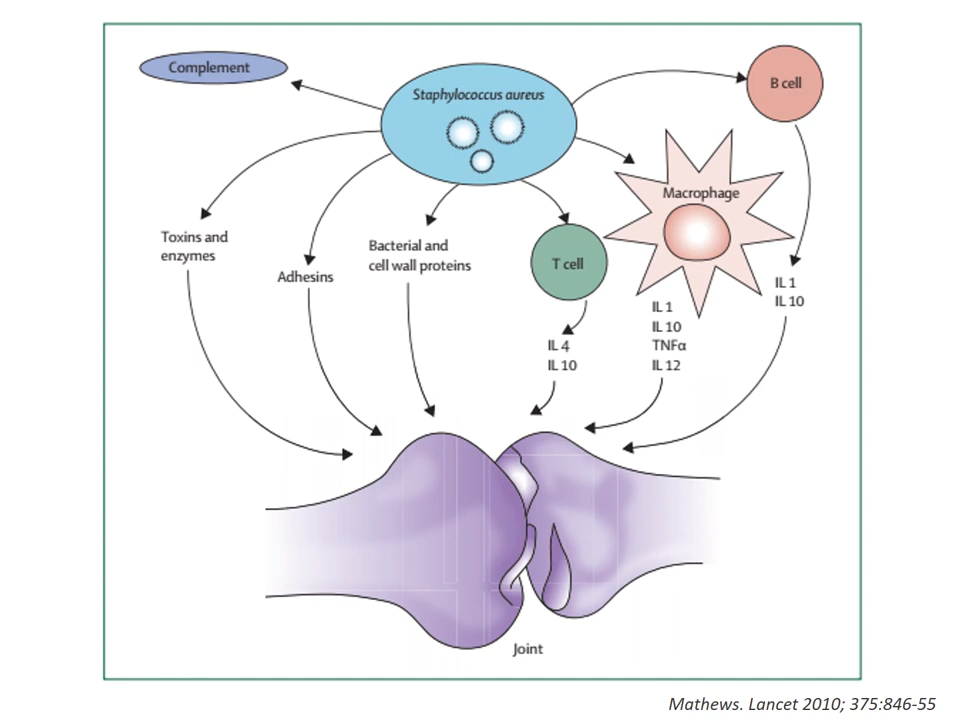 Complement
Staphylococcus aureus
B cell
Macrophage
Toxins and
enzymes
Adhesins
Bacterial and
cell wall proteins
T cell
IL 4
IL 10
IL 1
IL 10
TNFα
IL 12
IL 1
IL 10
Joint
Mathews. Lancet 2010; 375:846-55